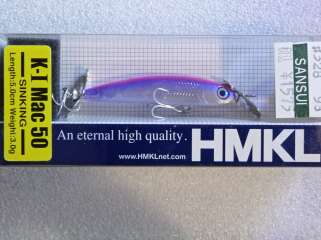 K-I Mac 50
SINKING
Length:5.0cm Weight:3.0g
An eternal high quality.
www.HMKLnet.com
HMKL
SANSUI